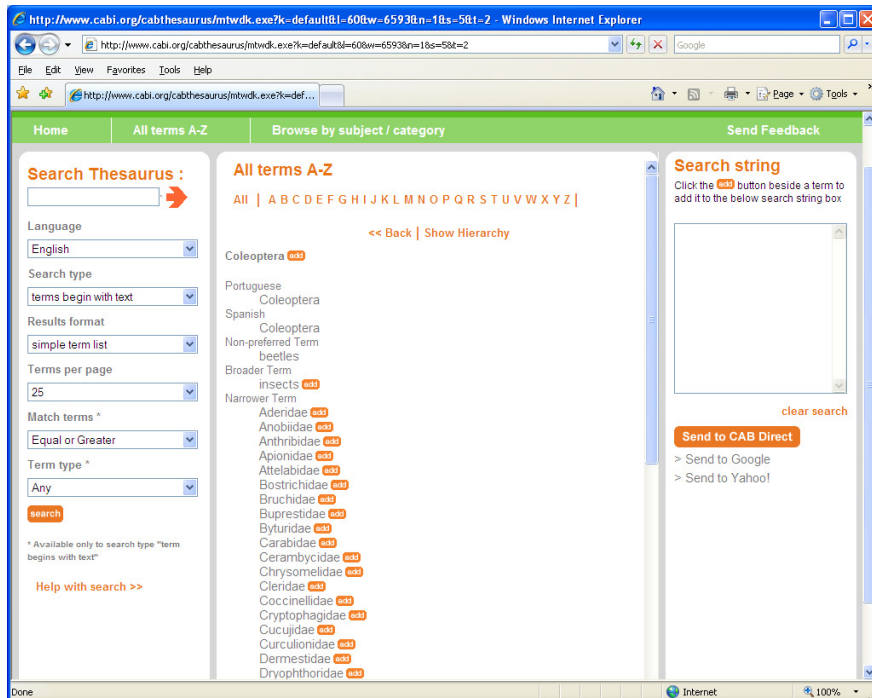 http://www.cabi.org/cabthesaurus/mtwdk.exe?k=default&l=60&w=6593&n=1&s=5&t=2 - Windows Internet Explorer
http://www.cabi.org/cabthesaurus/mtwdk.exe?k=default&l=60&w=6593&n=1&s=5&t=2
Google
File Edit View Favorites Tools Help
http://www.cabi.org/cabthesaurus/mtwdk.exe?k=def...
Page Tools
Home All terms A-Z Browse by subject / category Send Feedback
Search Thesaurus :
Language
English
Search type
terms begin with text
Results format
simple term list
Terms per page
25
Match terms *
Equal or Greater
Term type *
Any
search
* Available only to search type "term
begins with text"
Help with search >>
All terms A-Z
All | A B C D E F G H I J K L M N O P Q R S T U V W X Y Z |
<< Back | Show Hierarchy
Coleoptera add
Portuguese
Coleoptera
Spanish
Coleoptera
Non-preferred Term
beetles
Broader Term
insects add
Narrower Term
Aderidae add
Anobiidae add
Anthribidae add
Apionidae add
Attelabidae add
Bostrichidae add
Bruchidae add
Buprestidae add
Byturidae add
Carabidae add
Cerambycidae add
Chrysomelidae add
Cleridae add
Coccinellidae add
Cryptophagidae add
Cucujidae add
Curculionidae add
Dermestidae add
Dryophthoridae add
Search string
Click the add button beside a term to
add it to the below search string box
clear search
Send to CAB Direct
> Send to Google
> Send to Yahoo!
Done Internet 100%